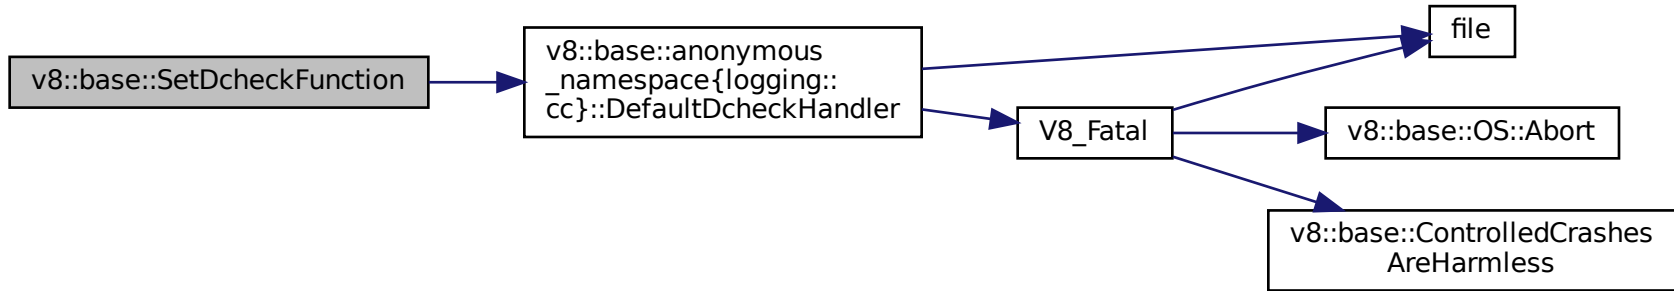 v8::base::SetDcheckFunction
v8::base::anonymous
_namespace{logging::
cc}::DefaultDcheckHandler
file
V8_Fatal
v8::base::OS::Abort
v8::base::ControlledCrashes
AreHarmless